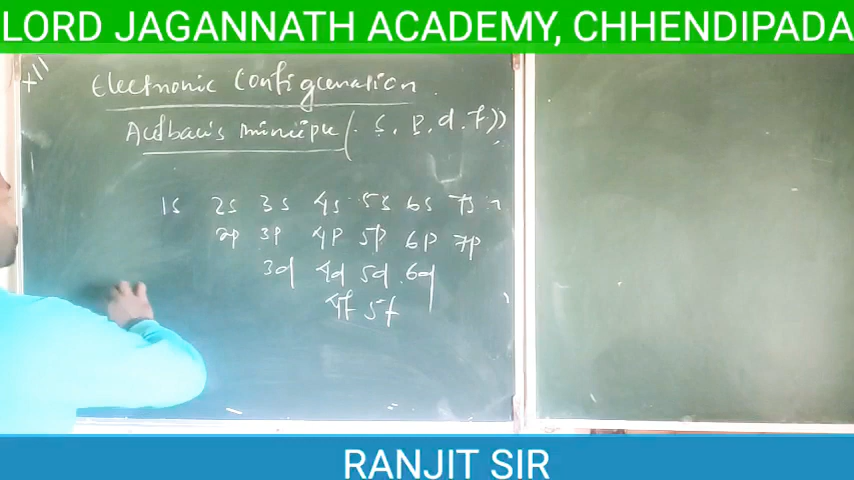 LORD JAGANNATH ACADEMY, CHHENDIPADA
+11
Electronic Configuration
Aufbau's principle (s, p, d, f)
1s 2s 3s 4s 5s 6s 7s
2p 3p 4p 5p 6p 7p
3d 4d 5d 6d
4f 5f
RANJIT SIR